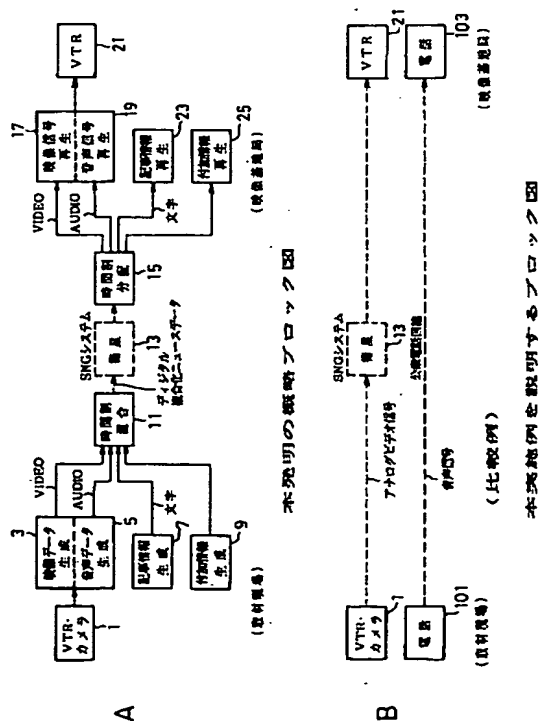 A
VTR・カメラ
1
3
映像データ生成
音声データ生成
5
記事情報生成
7
付加情報生成
9
(取材現場)
VIDEO
AUDIO
文字
時間割複合
11
ディジタル
複合化ニュースデータ
SNGシステム
衛星
13
時間割分配
15
VIDEO
AUDIO
文字
17
映像信号再生
音声信号再生
19
記事情報再生
23
付加情報再生
25
VTR
21
(映像基地局)
本発明の概略ブロック図
B
VTR・カメラ
1
電話
101
(取材現場)
アナログビデオ信号
音声信号
SNGシステム
衛星
13
公衆電話回線
VTR
21
電話
103
(映像基地局)
(比較例)
本実施例を説明するブロック図